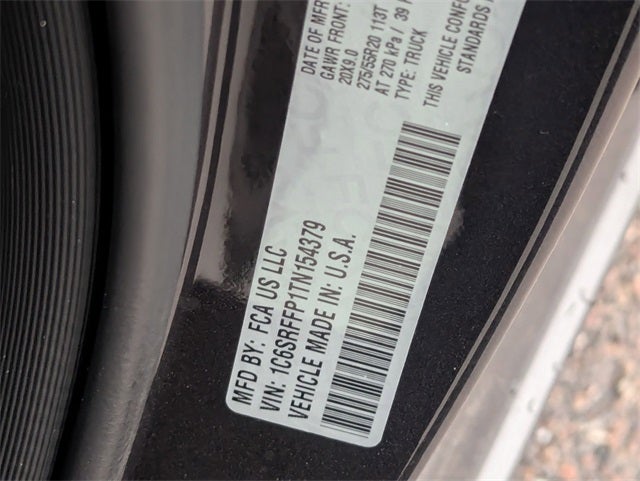 MFD BY: FCA US LLC
VIN: 1C6SRFFP1TN154379
VEHICLE MADE IN: U.S.A.
DATE OF MFR
GAWR FRONT:
20X9.0
275/55R20 113T
AT 270 kPa / 39
TYPE: TRUCK
THIS VEHICLE
STANDARDS